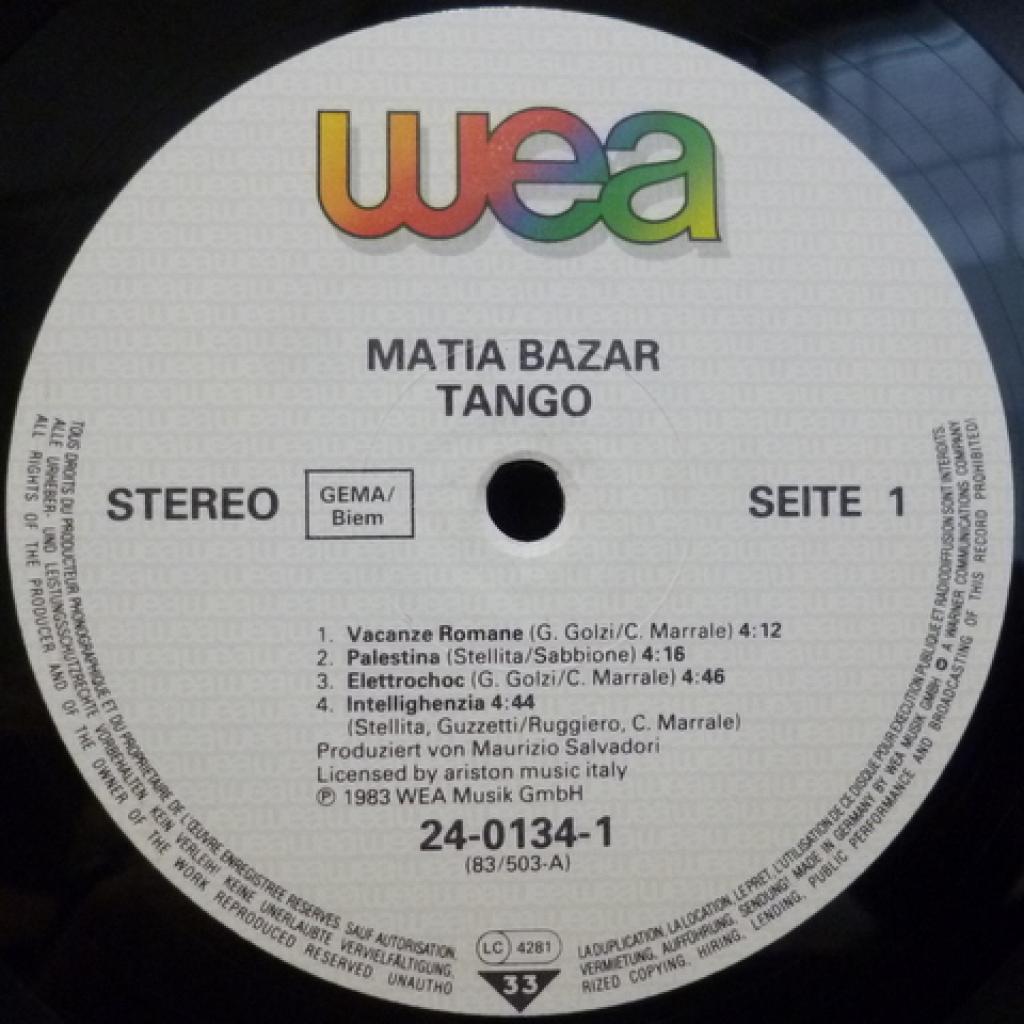 wea
MATIA BAZAR
TANGO
STEREO
GEMA/
Biem
SEITE 1
1. Vacanze Romane (G. Golzi/C. Marrale) 4:12
2. Palestina (Stellita/Sabbione) 4:16
3. Elettrochoc (G. Golzi/C. Marrale) 4:46
4. Intellighenzia 4:44
(Stellita, Guzzetti/Ruggiero, C. Marrale)
Produziert von Maurizio Salvadori
Licensed by ariston music italy
℗ 1983 WEA Musik GmbH
24-0134-1
(83/503-A)
LC 4281
33
TOUS DROITS DU PRODUCTEUR PHONOGRAPHIQUE ET DU PROPRIETAIRE DE L'ŒUVRE ENREGISTREE RESERVES. SAUF AUTORISATION,
LA DUPLICATION, LA LOCATION, LE PRET, L'UTILISATION DE CE DISQUE POUR EXECUTION PUBLIQUE ET RADIODIFFUSION SONT INTERDITS.
ALLE URHEBER- UND LEISTUNGSSCHUTZRECHTE VORBEHALTEN. KEIN VERLEIH! KEINE UNERLAUBTE VERVIELFÄLTIGUNG,
VERMIETUNG, AUFFÜHRUNG, SENDUNG! MADE IN GERMANY BY WEA MUSIK GMBH A WARNER COMMUNICATIONS COMPANY
ALL RIGHTS OF THE PRODUCER AND OF THE OWNER OF THE WORK REPRODUCED RESERVED UNAUTHO
RIZED COPYING, HIRING, LENDING, PUBLIC PERFORMANCE AND BROADCASTING OF THIS RECORD PROHIBITED!